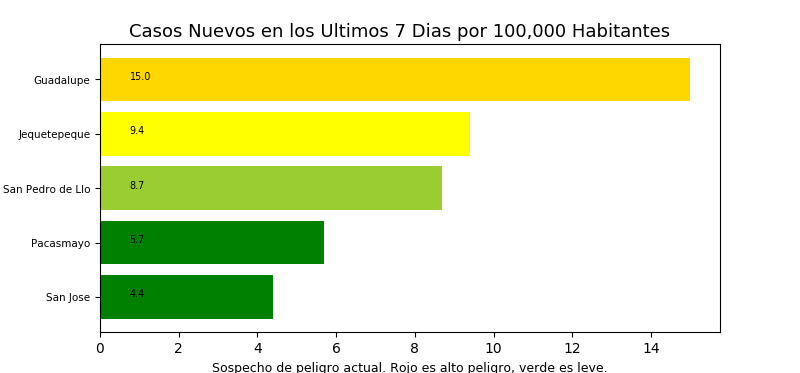 Casos Nuevos en los Ultimos 7 Dias por 100,000 Habitantes
Guadalupe 15.0
Jequetepeque 9.4
San Pedro de Llo 8.7
Pacasmayo 5.7
San Jose 4.4
0 2 4 6 8 10 12 14
Sospecho de peligro actual. Rojo es alto peligro, verde es leve.